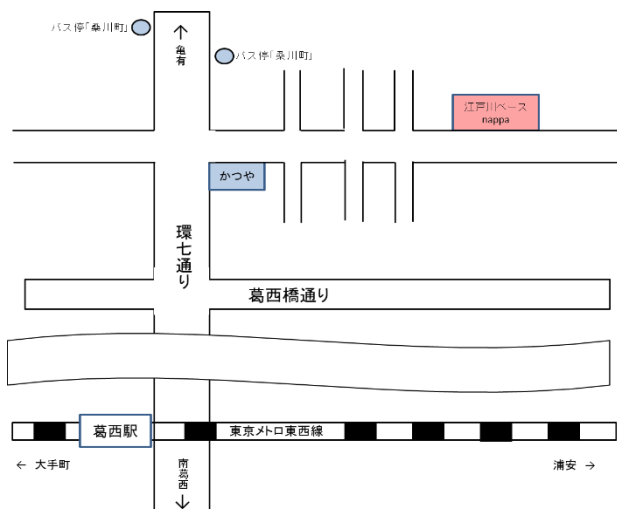 バス停「桑川町」
↑
亀有
バス停「桑川町」
江戸川ベース
nappa
かつや
環七通り
葛西橋通り
葛西駅
東京メトロ東西線
← 大手町
南葛西
↓
浦安 →